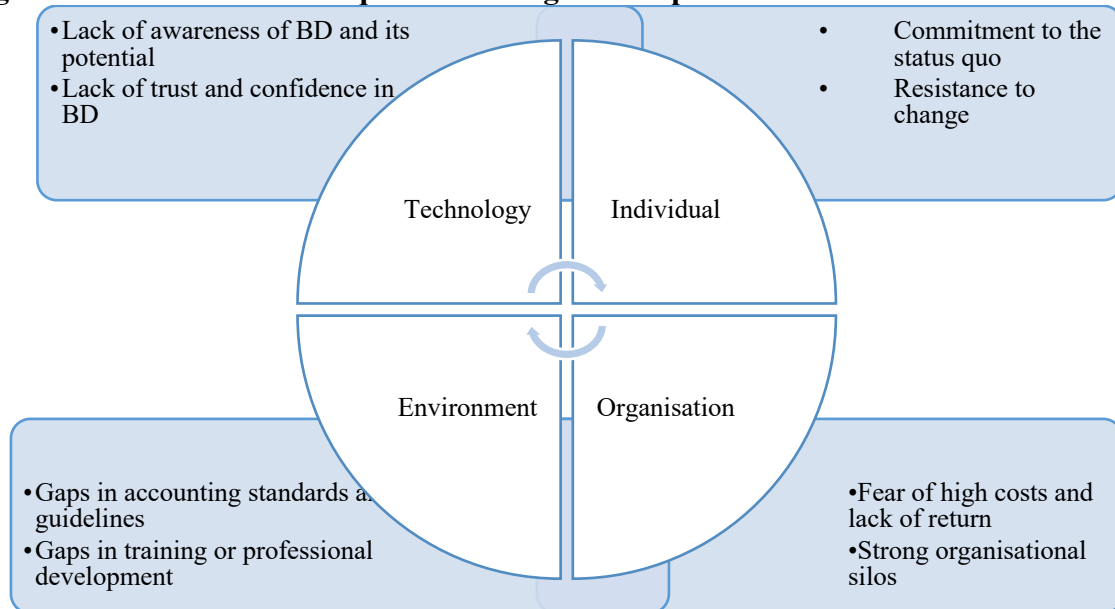 •Lack of awareness of BD and its
potential
•Lack of trust and confidence in
BD
• Commitment to the
status quo
• Resistance to
change
Technology
Individual
Environment
Organisation
•Gaps in accounting standards
guidelines
•Gaps in training or professional
development
•Fear of high costs and
lack of return
•Strong organisational
silos